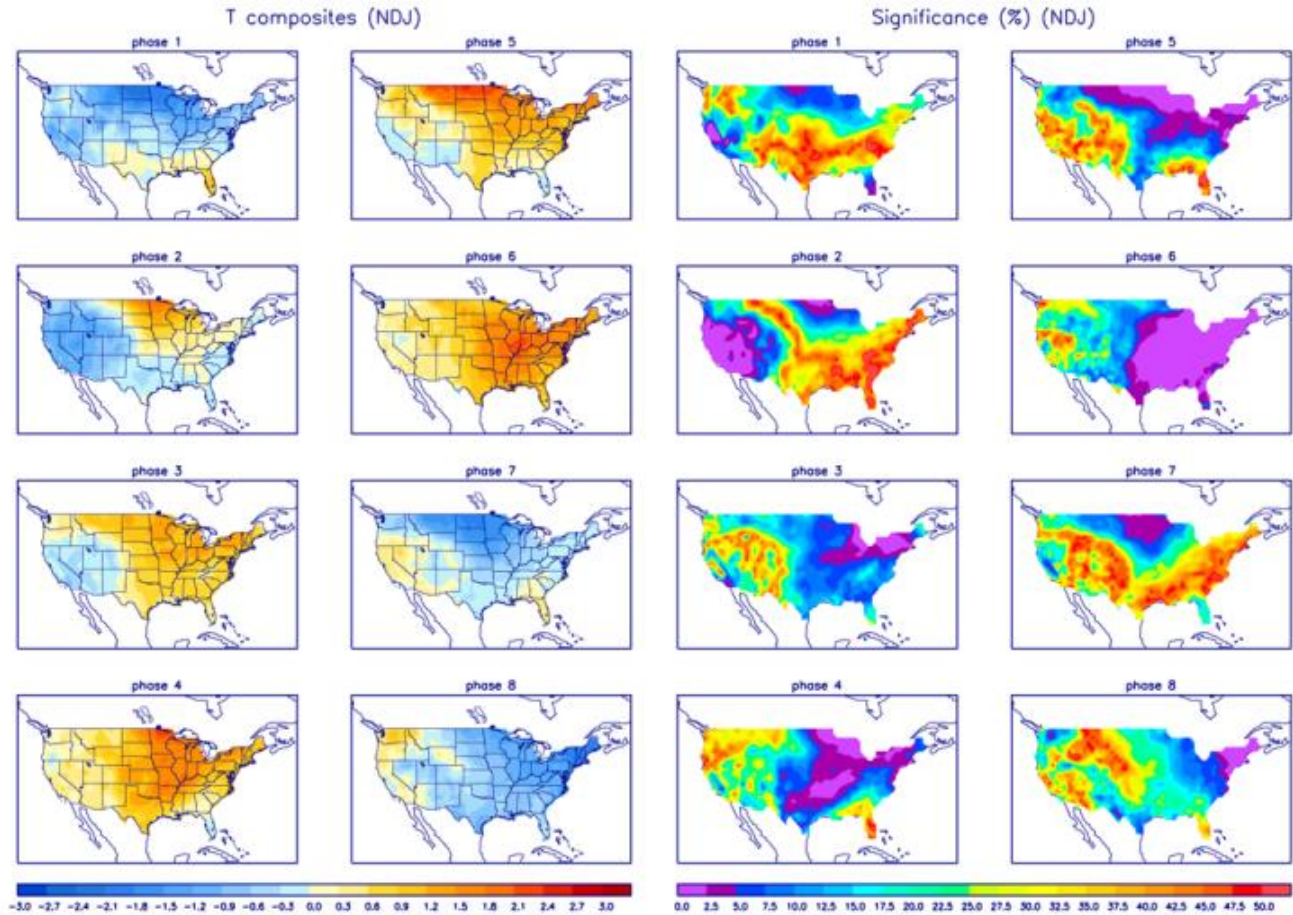 T composites (NDJ)
Significance (%) (NDJ)
phase 1
phase 5
phase 1
phase 5
phase 2
phase 6
phase 2
phase 6
phase 3
phase 7
phase 3
phase 7
phase 4
phase 8
phase 4
phase 8
-3.0 -2.7 -2.4 -2.1 -1.8 -1.5 -1.2 -0.9 -0.6 -0.3 0.0 0.3 0.6 0.9 1.2 1.5 1.8 2.1 2.4 2.7 3.0
0.0 2.5 5.0 7.5 10.0 12.5 15.0 17.5 20.0 22.5 25.0 27.5 30.0 32.5 35.0 37.5 40.0 42.5 45.0 47.5 50.0